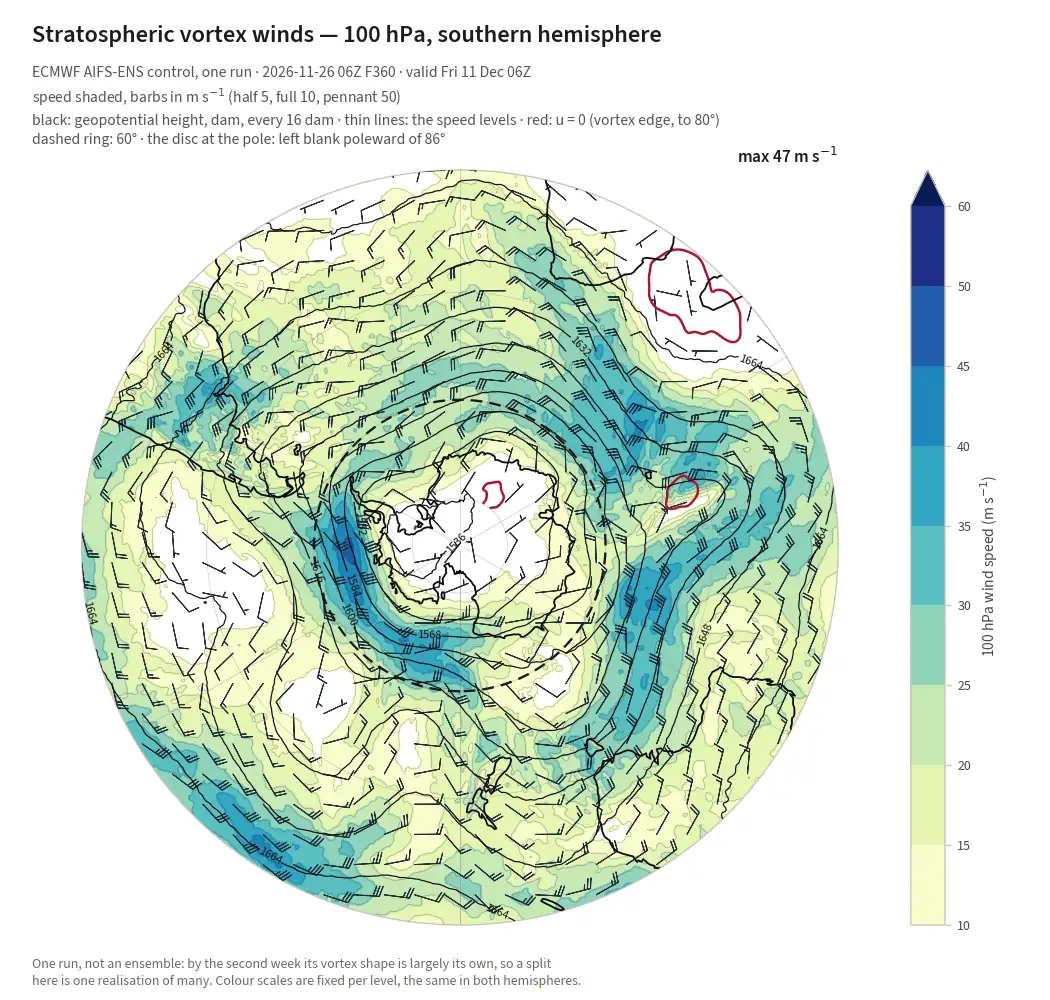 Stratospheric vortex winds — 100 hPa, southern hemisphere
ECMWF AIFS-ENS control, one run · 2026-11-26 06Z F360 · valid Fri 11 Dec 06Z
speed shaded, barbs in m s⁻¹ (half 5, full 10, pennant 50)
black: geopotential height, dam, every 16 dam · thin lines: the speed levels · red: u = 0 (vortex edge, to 80°)
dashed ring: 60° · the disc at the pole: left blank poleward of 86°
max 47 m s⁻¹
60
50
45
40
35
30
25
20
15
10
100 hPa wind speed (m s⁻¹)
1632
1664
1664
1664
1648
1616
1584
1600
1568
1664
1664
One run, not an ensemble: by the second week its vortex shape is largely its own, so a split
here is one realisation of many. Colour scales are fixed per level, the same in both hemispheres.